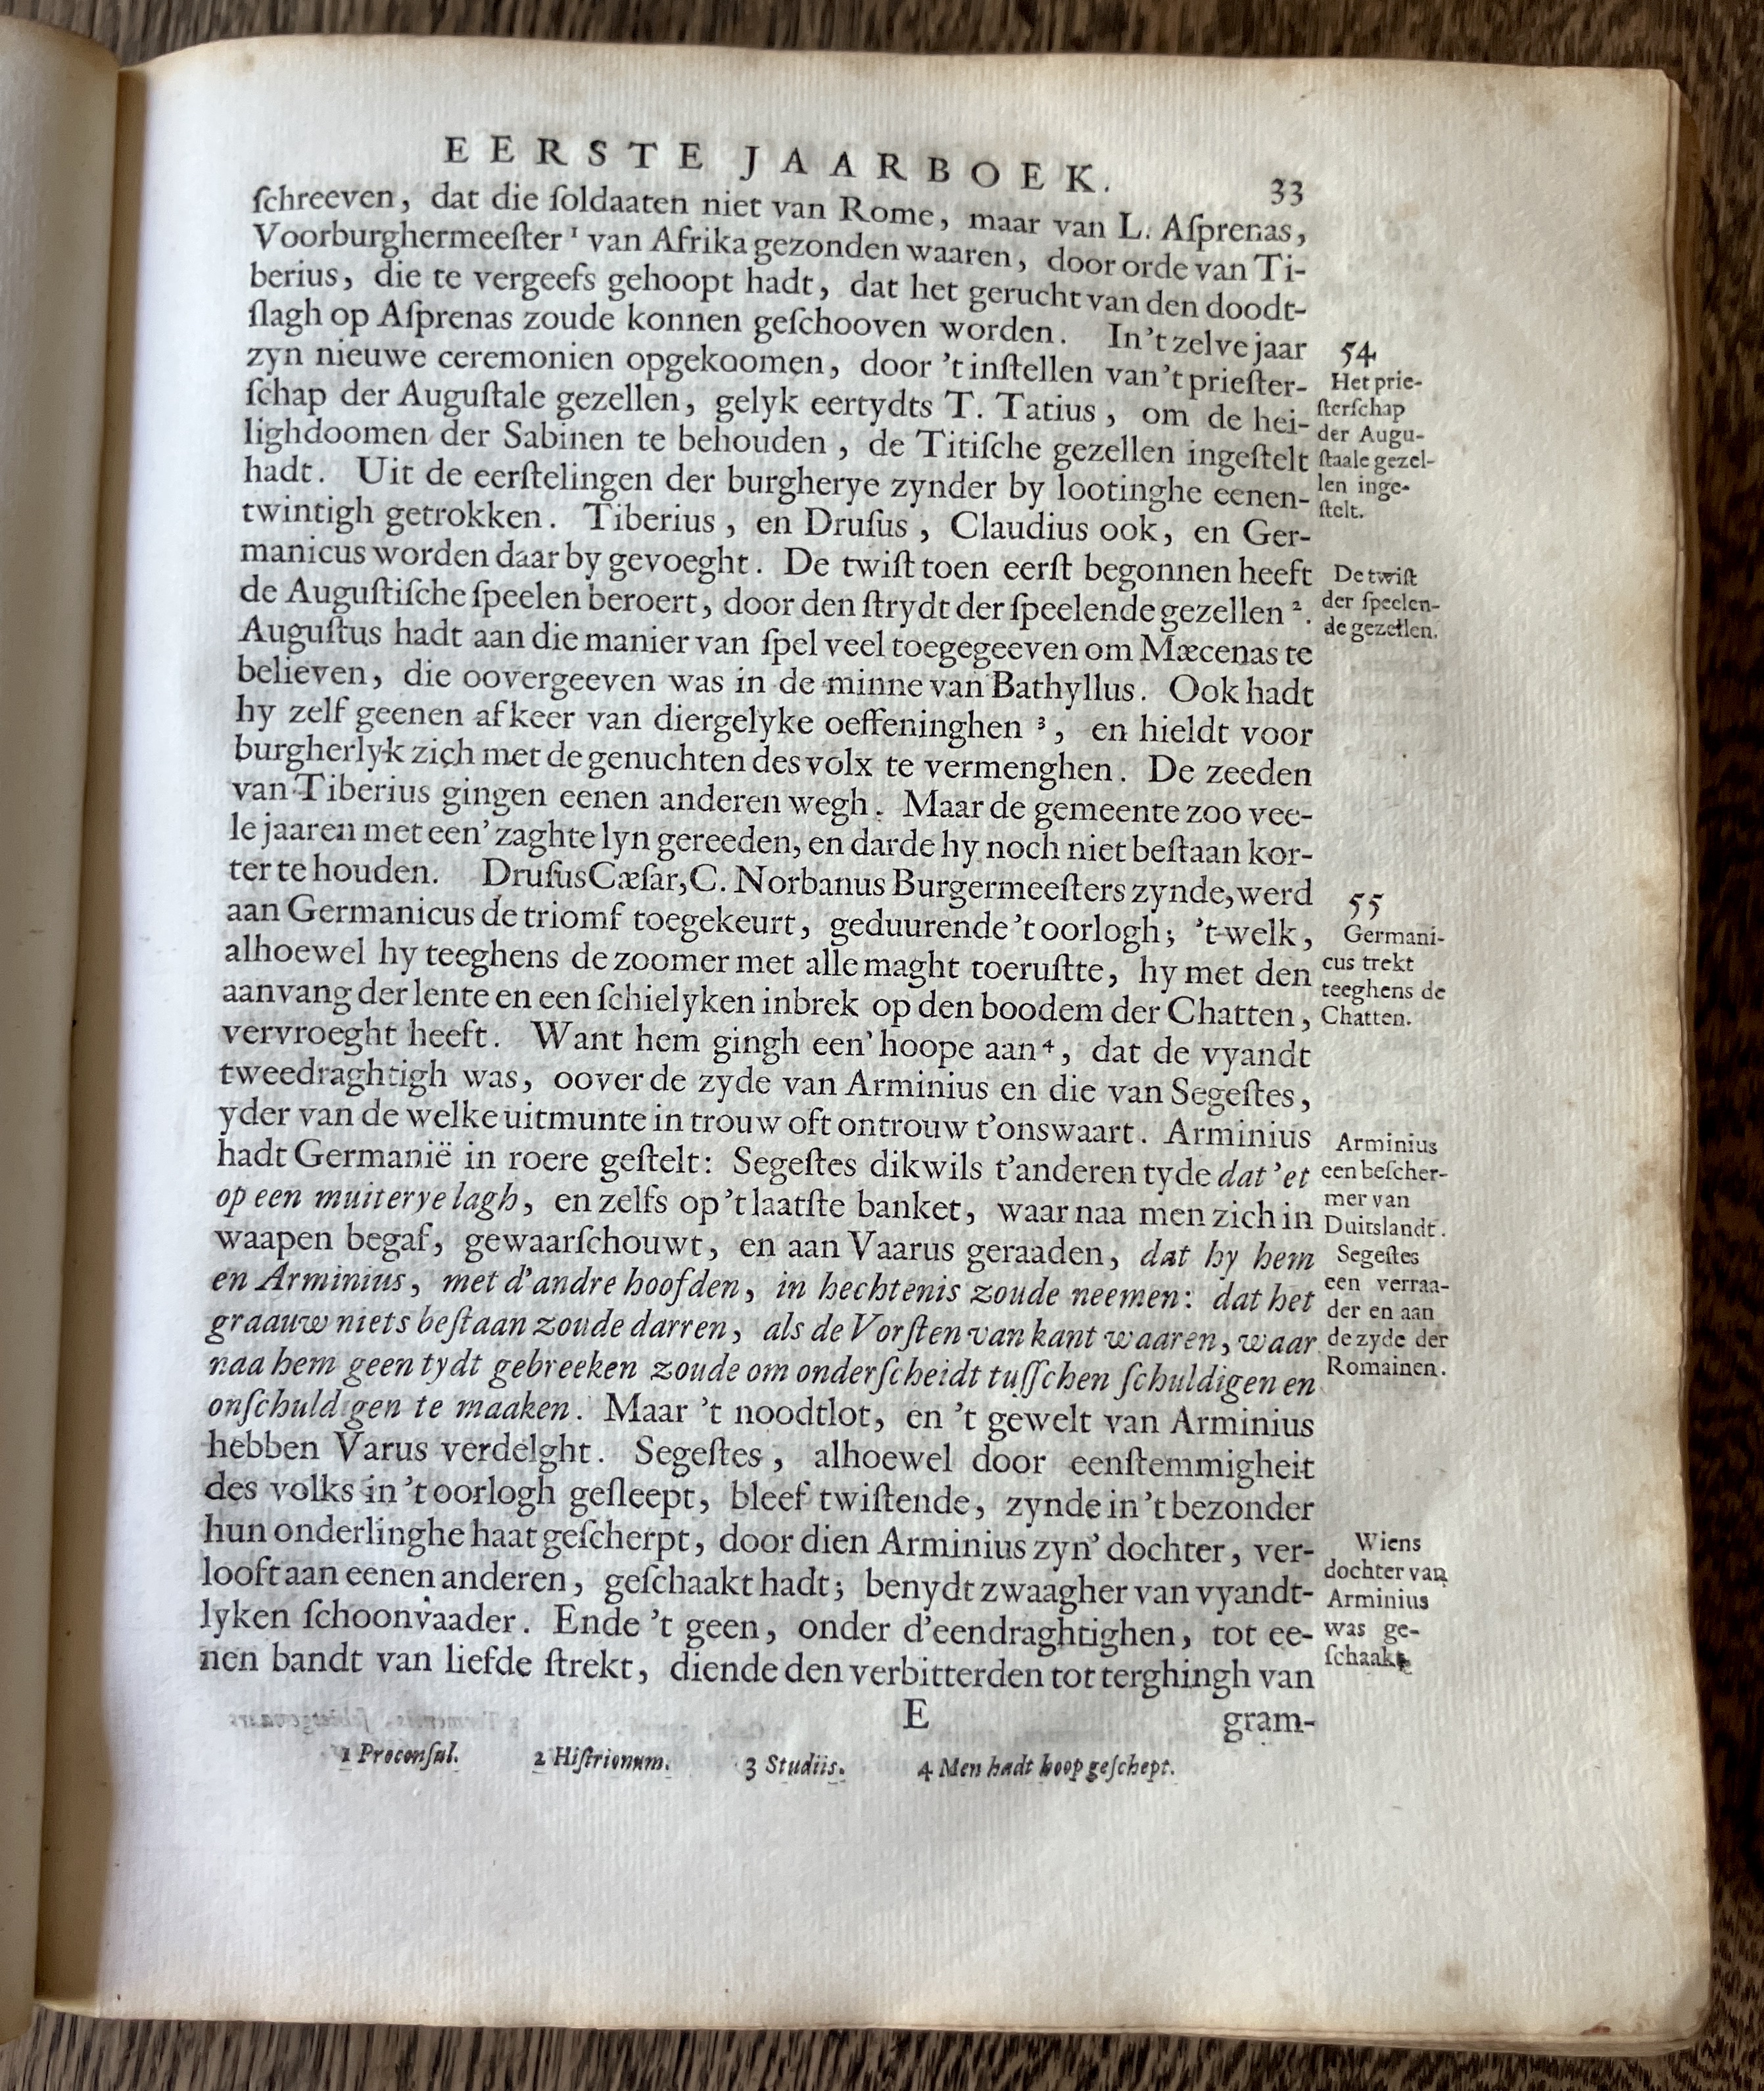 EERSTE JAARBOEK. 33
ſchreeven, dat die ſoldaaten niet van Rome, maar van L. Aſprenas,
Voorburghermeeſter¹ van Afrika gezonden waaren, door orde van Ti-
berius, die te vergeefs gehoopt hadt, dat het gerucht van den doodt-
ſlagh op Aſprenas zoude konnen geſchooven worden. In 't zelve jaar
zyn nieuwe ceremonien opgekoomen, door 't inſtellen van 't prieſter-
ſchap der Auguſtale gezellen, gelyk eertydts T. Tatius, om de hei-
lighdoomen der Sabinen te behouden, de Titiſche gezellen ingeſtelt
hadt. Uit de eerſtelingen der burgherye zynder by lootinghe eenen-
twintigh getrokken. Tiberius, en Druſus, Claudius ook, en Ger-
manicus worden daar by gevoeght. De twiſt toen eerſt begonnen heeft
de Auguſtiſche ſpeelen beroert, door den ſtrydt der ſpeelende gezellen ².
Auguſtus hadt aan die manier van ſpel veel toegegeeven om Mæcenas te
believen, die oovergeeven was in de minne van Bathyllus. Ook hadt
hy zelf geenen afkeer van diergelyke oeffeninghen ³, en hieldt voor
burgherlyk zich met de genuchten des volx te vermenghen. De zeeden
van Tiberius gingen eenen anderen wegh. Maar de gemeente zoo vee-
le jaaren met een' zaghte lyn gereeden, en darde hy noch niet beſtaan kor-
ter te houden. Druſus Cæſar, C. Norbanus Burgermeeſters zynde, werd
aan Germanicus de triomf toegekeurt, geduurende 't oorlogh; 't welk,
alhoewel hy teeghens de zoomer met alle maght toeruſtte, hy met den
aanvang der lente en een ſchielyken inbrek op den boodem der Chatten,
vervroeght heeft. Want hem gingh een' hoope aan⁴, dat de vyandt
tweedraghtigh was, oover de zyde van Arminius en die van Segeſtes,
yder van de welke uitmunte in trouw oft ontrouw t'onswaart. Arminius
hadt Germanië in roere geſtelt: Segeſtes dikwils t'anderen tyde dat 'et
op een muiterye lagh, en zelfs op 't laatſte banket, waar naa men zich in
waapen begaf, gewaarſchouwt, en aan Vaarus geraaden, dat hy hem
en Arminius, met d'andre hoofden, in hechtenis zoude neemen: dat het
graauw niets beſtaan zoude darren, als de Vorſten van kant waaren, waar
naa hem geen tydt gebreeken zoude om onderſcheidt tuſſchen ſchuldigen en
onſchuld gen te maaken. Maar 't noodtlot, en 't gewelt van Arminius
hebben Varus verdelght. Segeſtes, alhoewel door eenſtemmigheit
des volks in 't oorlogh geſleept, bleef twiſtende, zynde in 't bezonder
hun onderlinghe haat geſcherpt, door dien Arminius zyn' dochter, ver-
looft aan eenen anderen, geſchaakt hadt; benydt zwaagher van vyandt-
lyken ſchoonvaader. Ende 't geen, onder d'eendraghtighen, tot ee-
nen bandt van liefde ſtrekt, diende den verbitterden tot terghingh van
E gram-
1 Proconſul. 2 Hiſtrionum. 3 Studiis. 4 Men hadt hoop geſchept.
54
Het prie-
ſterſchap
der Augu-
ſtaale gezel-
len inge-
ſtelt.
De twiſt
der ſpeelen-
de gezellen.
55
Germani-
cus trekt
teeghens de
Chatten.
Arminius
een beſcher-
mer van
Duitslandt.
Segeſtes
een verraa-
der en aan
de zyde der
Romainen.
Wiens
dochter van
Arminius
was ge-
ſchaakt.